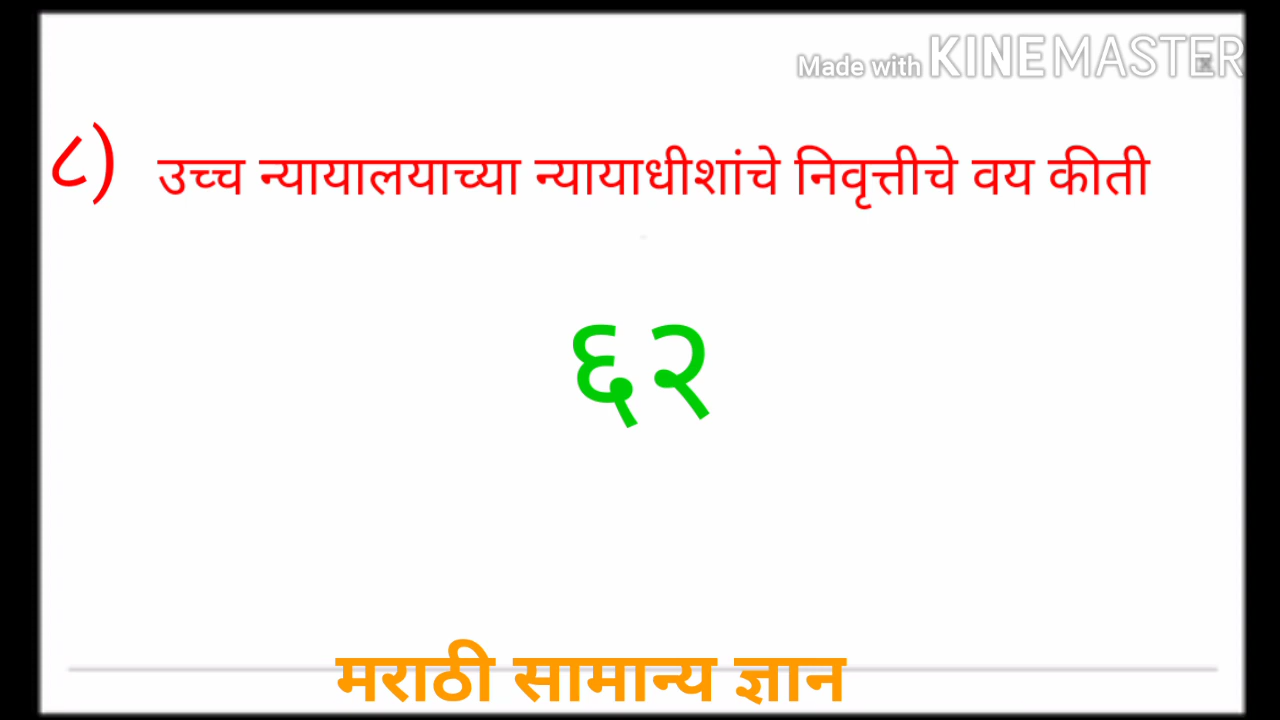 Made with KINEMASTER
८) उच्च न्यायालयाच्या न्यायाधीशांचे निवृत्तीचे वय कीती
६२
मराठी सामान्य ज्ञान